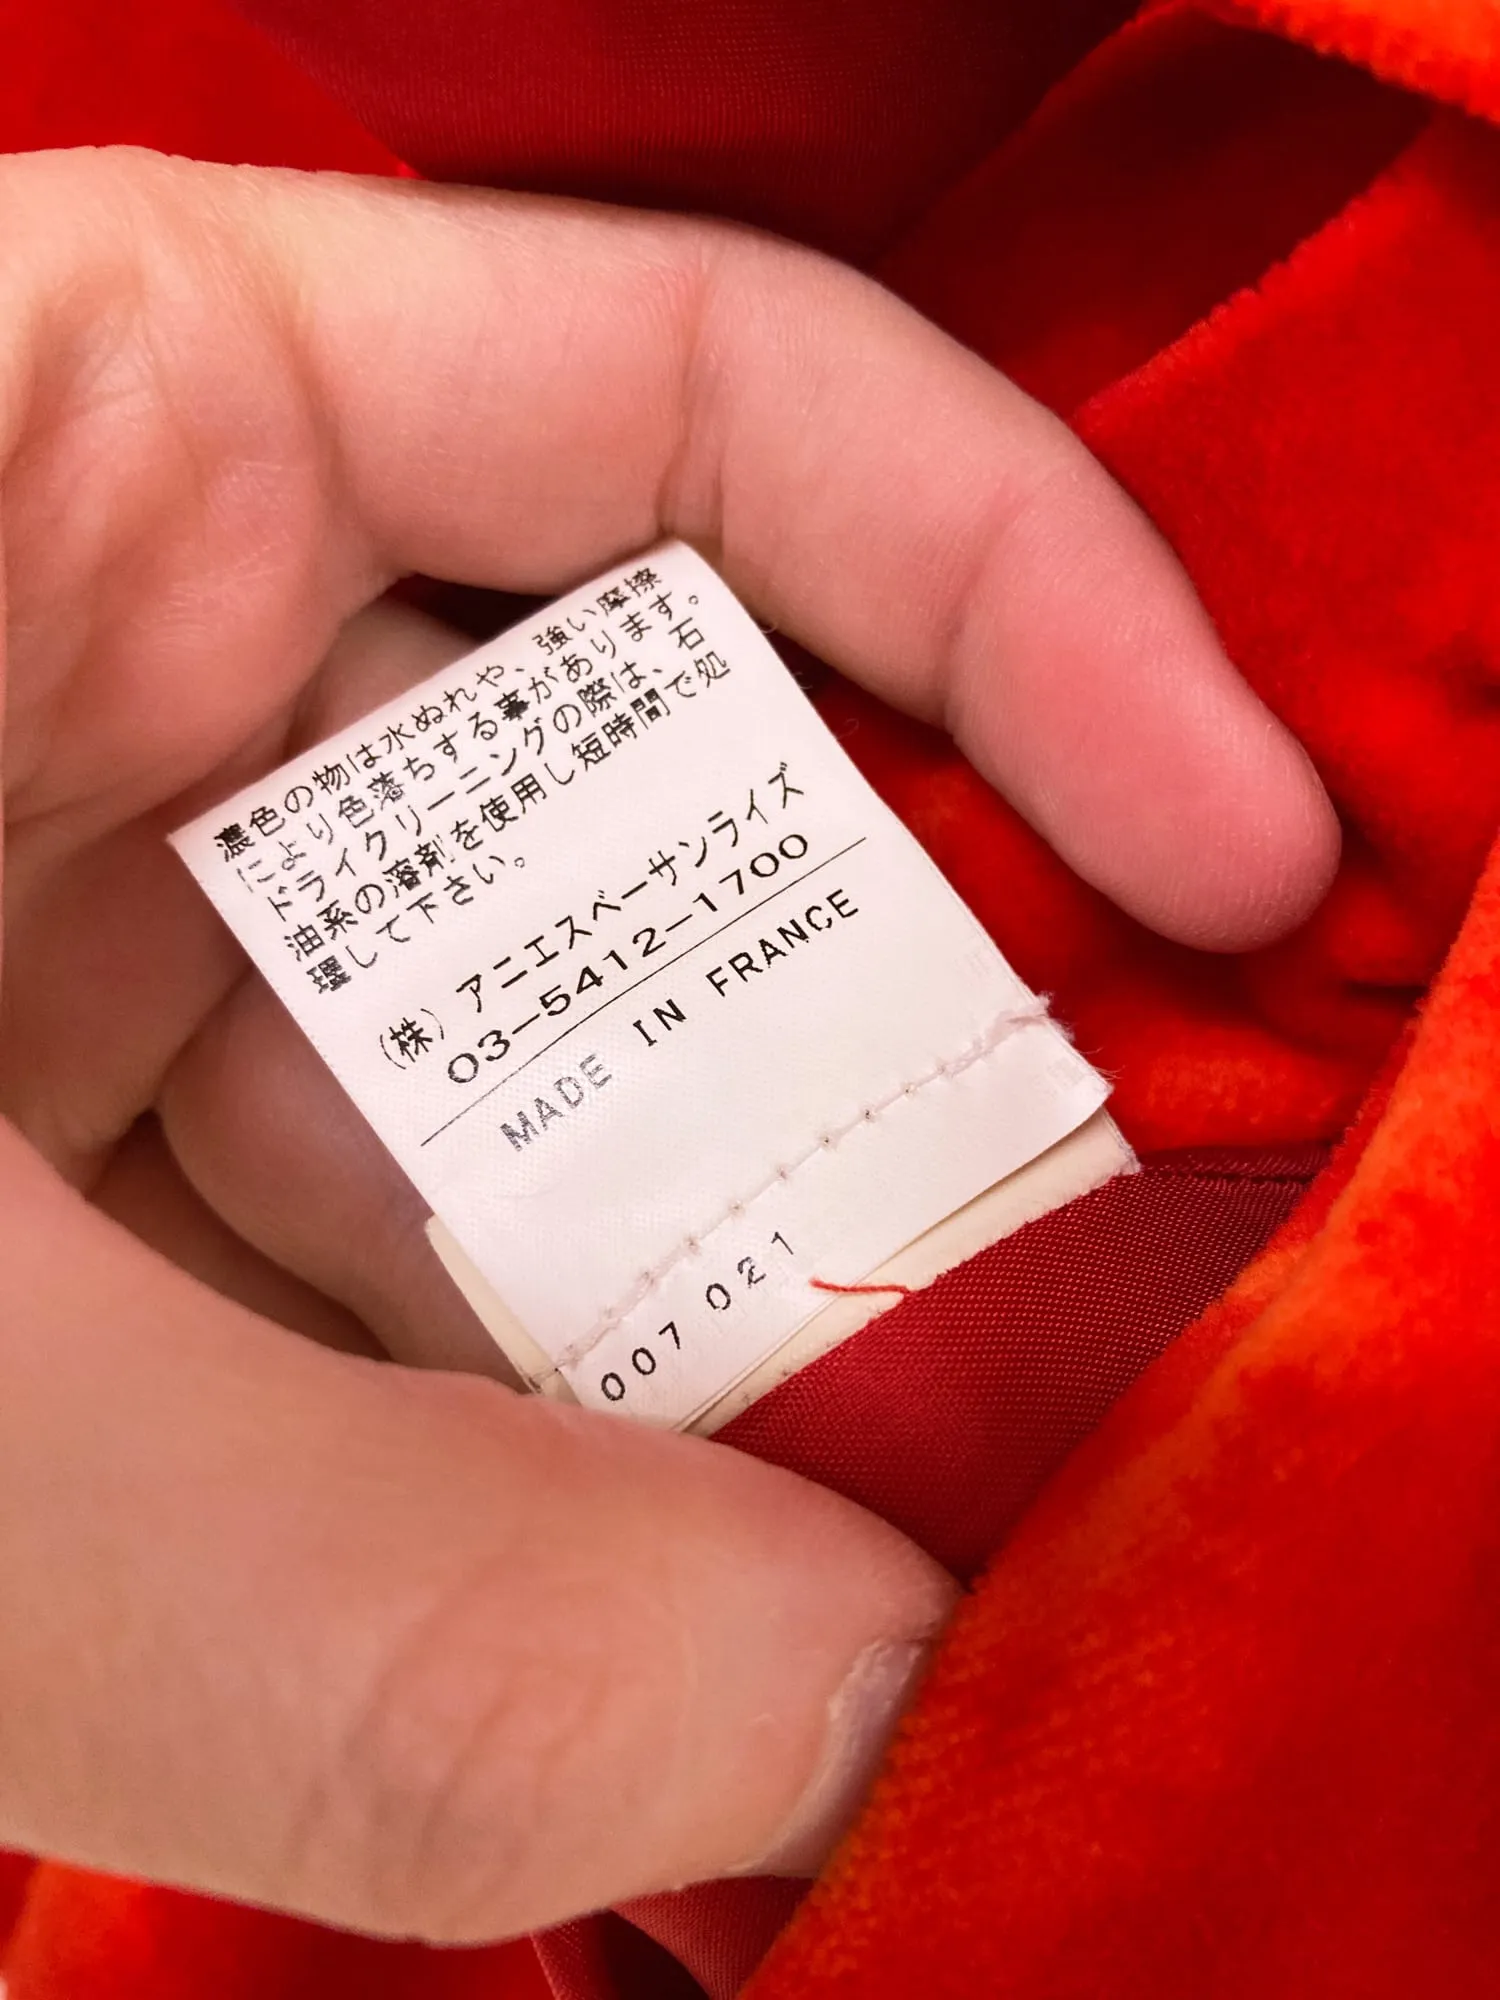 濃色の物は水ぬれや、強い摩擦
により色落ちする事があります。
ドライクリーニングの際は、石
油系の溶剤を使用し短時間で処
理して下さい。
(株) アニエスベーサンライズ
03-5412-1700
MADE IN FRANCE
007 021